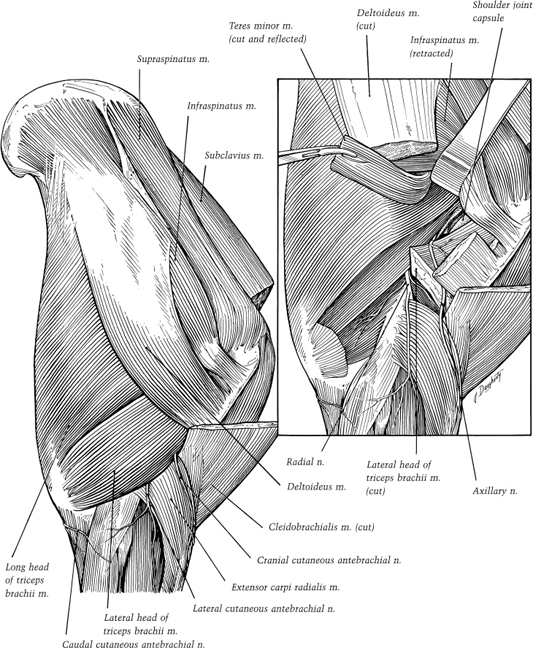 Shoulder joint
capsule
Deltoideus m.
(cut)
Teres minor m.
(cut and reflected)
Infraspinatus m.
(retracted)
Supraspinatus m.
Infraspinatus m.
Subclavius m.
Radial n.
Lateral head of
triceps brachii m.
(cut)
Axillary n.
Deltoideus m.
Cleidobrachialis m. (cut)
Cranial cutaneous antebrachial n.
Long head
of triceps
brachii m.
Extensor carpi radialis m.
Lateral cutaneous antebrachial n.
Lateral head of
triceps brachii m.
Caudal cutaneous antebrachial n.